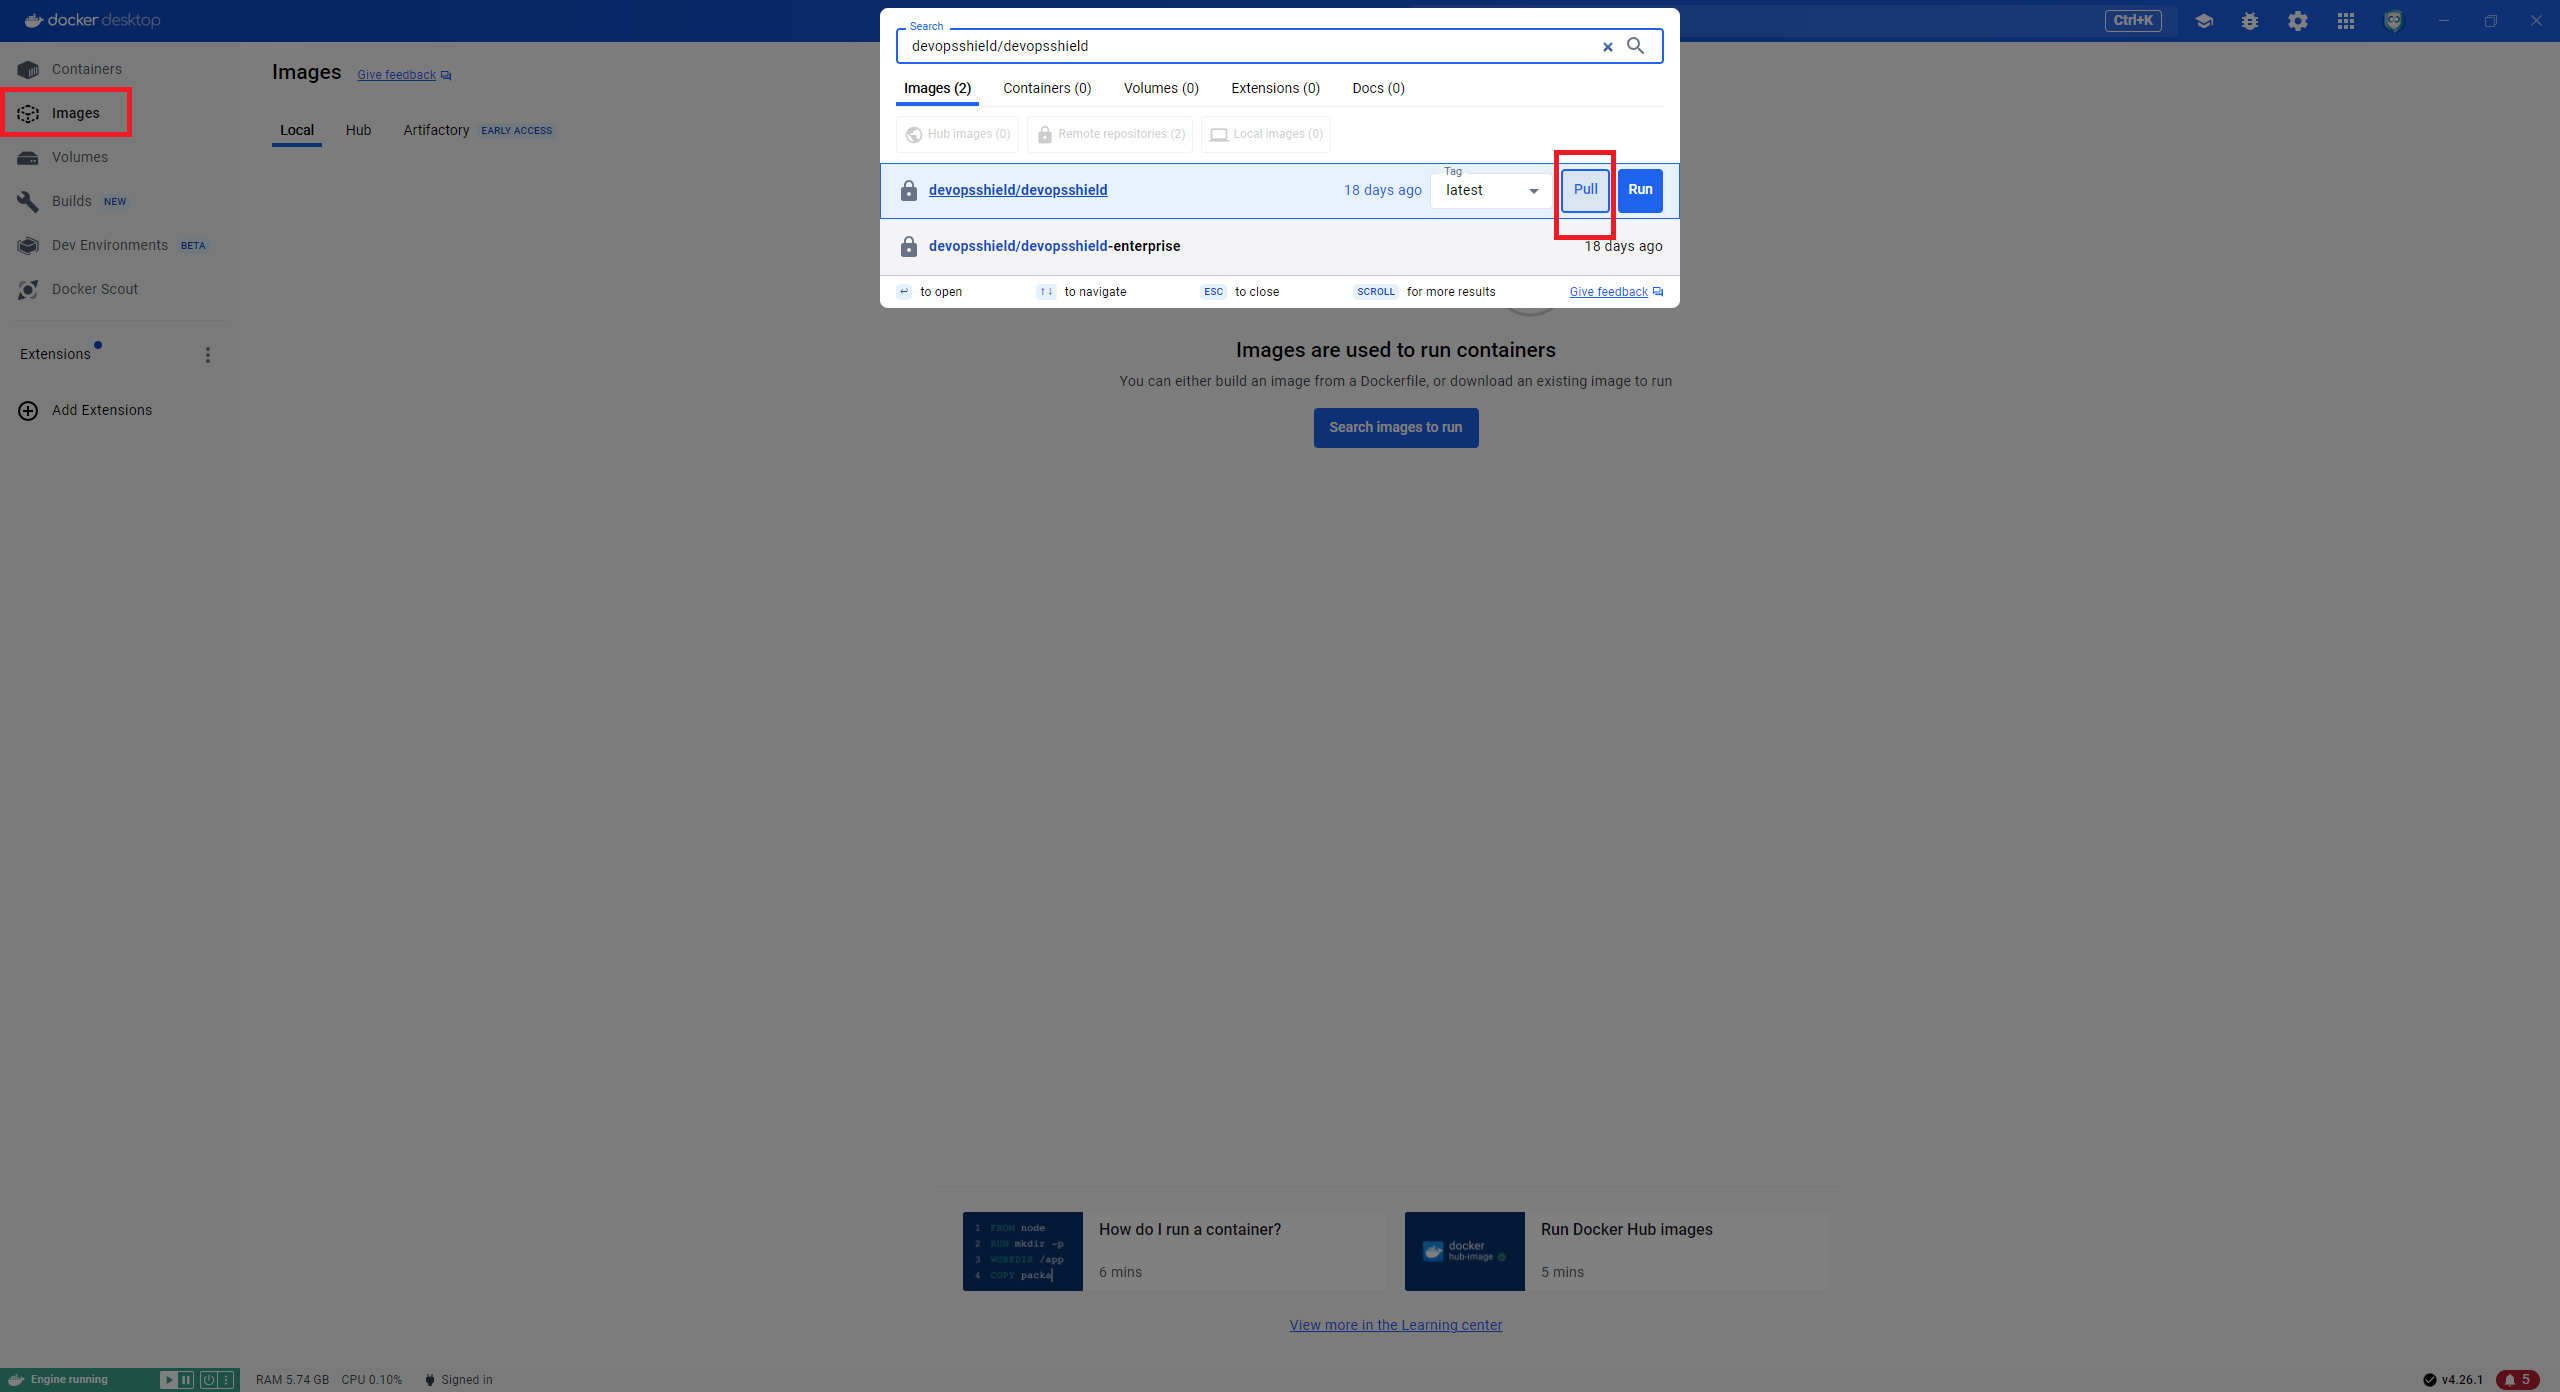 docker desktop
Ctrl+K
Search
devopsshield/devopsshield
Images (2)
Containers (0)
Volumes (0)
Extensions (0)
Docs (0)
Hub images (0)
Remote repositories (2)
Local images (0)
devopsshield/devopsshield
18 days ago
Tag
latest
Pull
Run
devopsshield/devopsshield-enterprise
18 days ago
to open
to navigate
ESC to close
SCROLL for more results
Give feedback
Containers
Images
Volumes
Builds NEW
Dev Environments BETA
Docker Scout
Extensions
Add Extensions
Images Give feedback
Local
Hub
Artifactory EARLY ACCESS
Images are used to run containers
You can either build an image from a Dockerfile, or download an existing image to run
Search images to run
1 FROM node
2 RUN mkdir -p
3 WORKDIR /app
4 COPY packa
How do I run a container?
6 mins
docker
hub-image
Run Docker Hub images
5 mins
View more in the Learning center
Engine running
RAM 5.74 GB CPU 0.10%
Signed in
v4.26.1
5